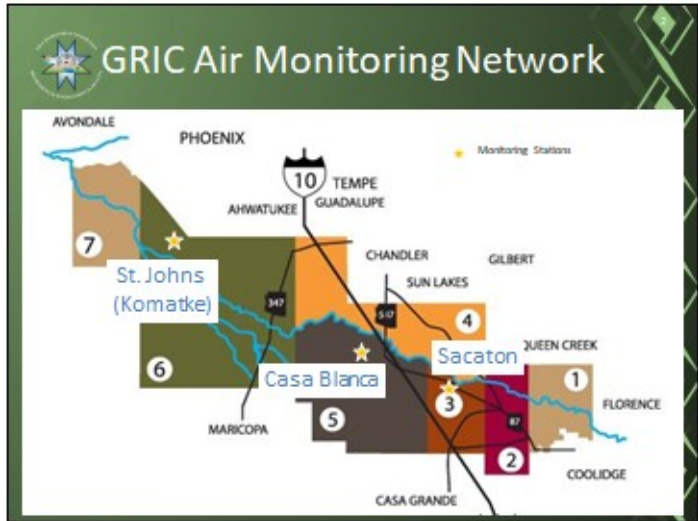 2
GRIC Air Monitoring Network
AVONDALE
PHOENIX
Monitoring Stations
10
TEMPE
GUADALUPE
AHWATUKEE
7
CHANDLER
GILBERT
St. Johns
(Komatke)
SUN LAKES
347
4
Sacaton
QUEEN CREEK
6
Casa Blanca
3
1
FLORENCE
MARICOPA
5
87
2
COOLIDGE
CASA GRANDE